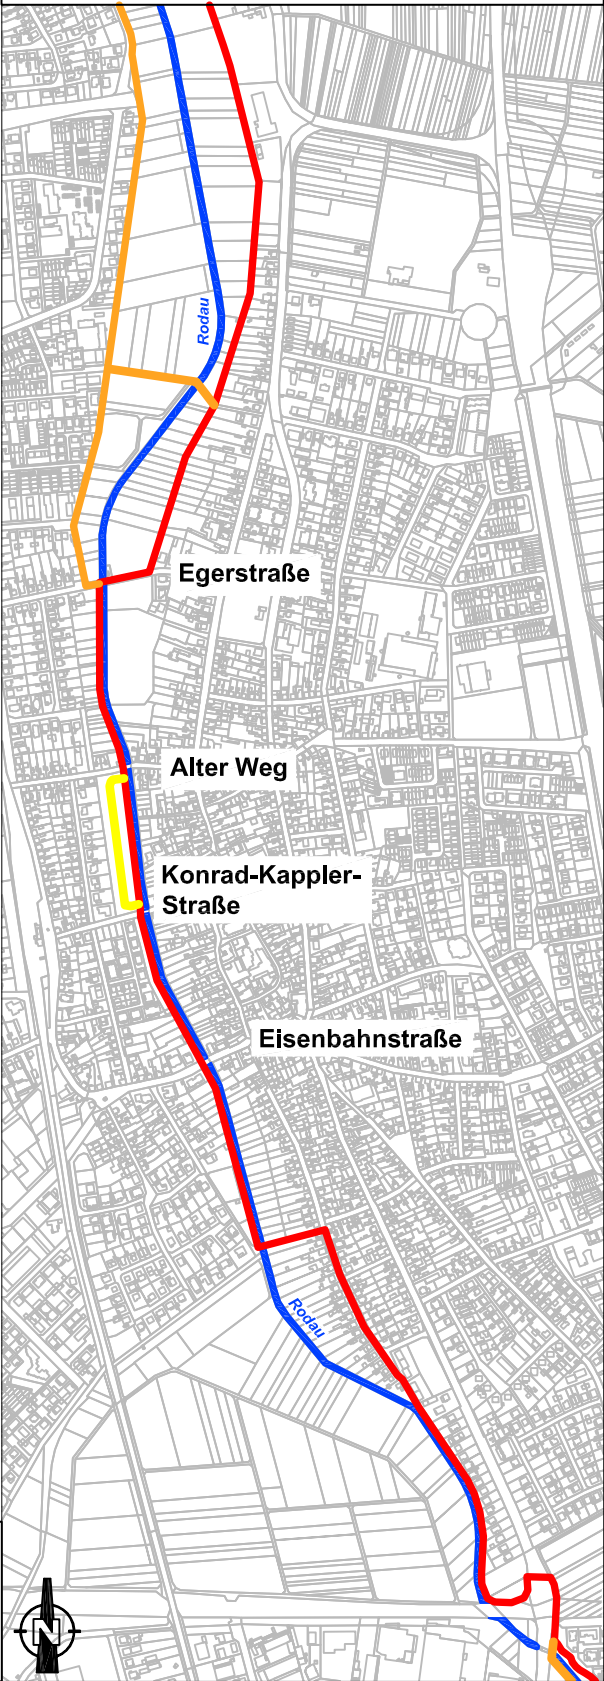 Rodau
Egerstraße
Alter Weg
Konrad-Kappler-
Straße
Eisenbahnstraße
Rodau
N